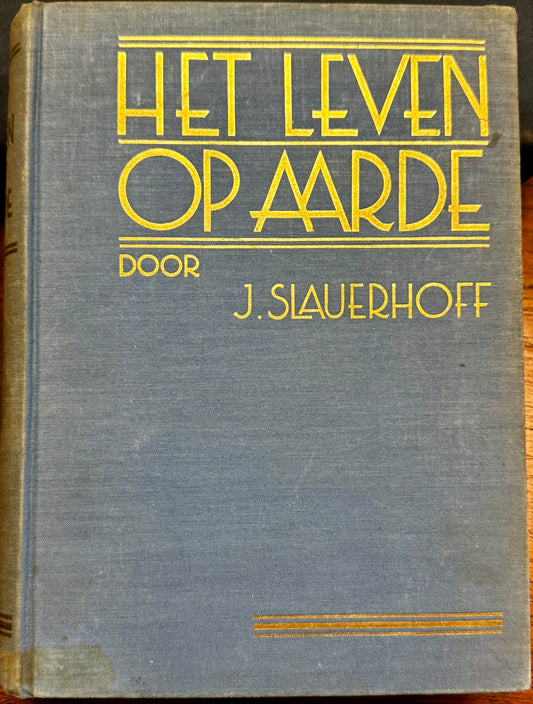 HET LEVEN
OP AARDE
DOOR
J. SLAUERHOFF